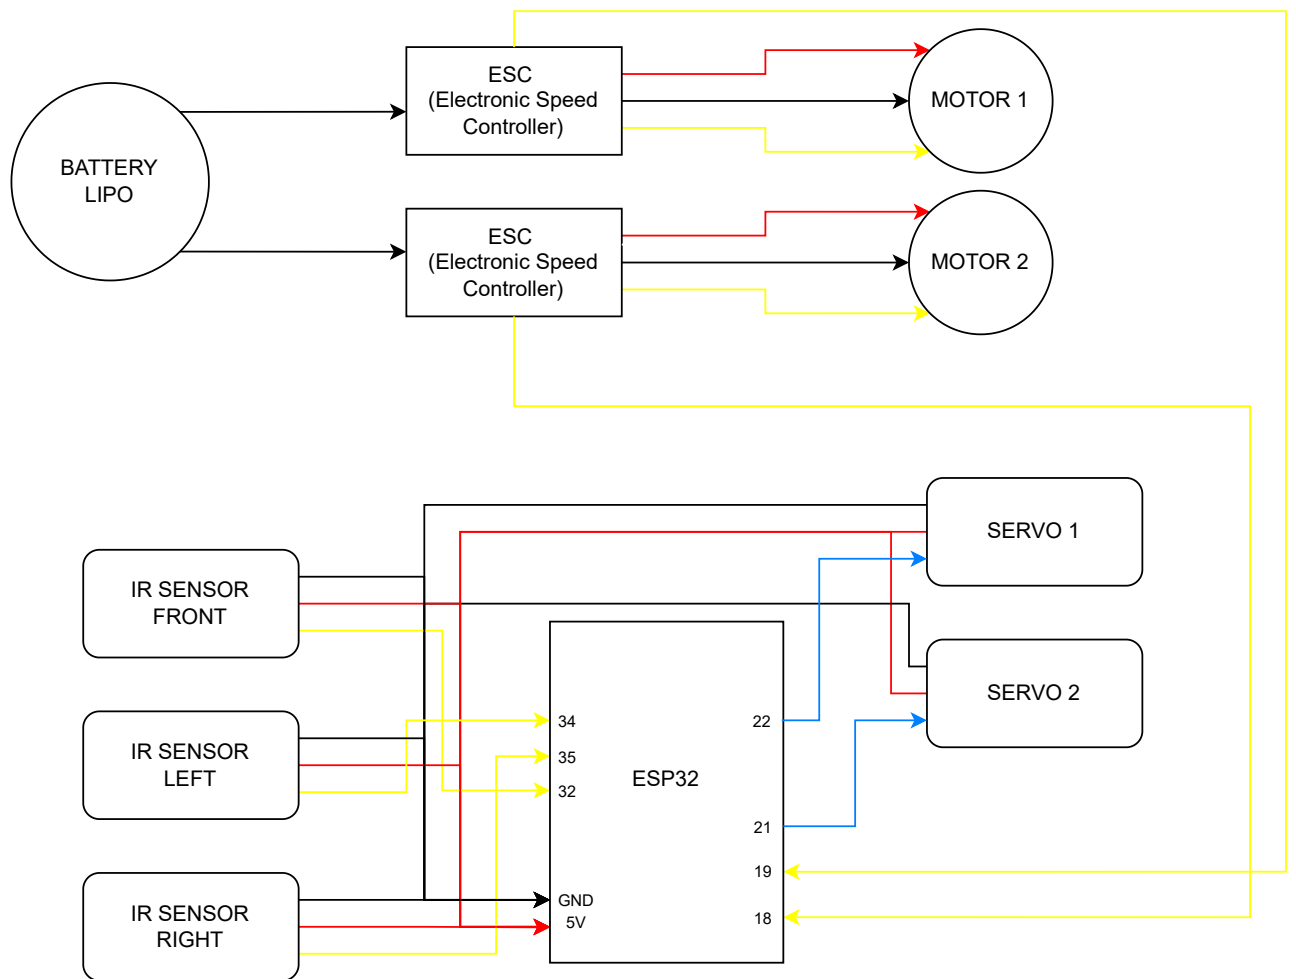 ESC
(Electronic Speed
Controller)
MOTOR 1
BATTERY
LIPO
ESC
(Electronic Speed
Controller)
MOTOR 2
SERVO 1
IR SENSOR
FRONT
SERVO 2
IR SENSOR
LEFT
34
35
32
ESP32
22
21
19
18
GND
5V
IR SENSOR
RIGHT